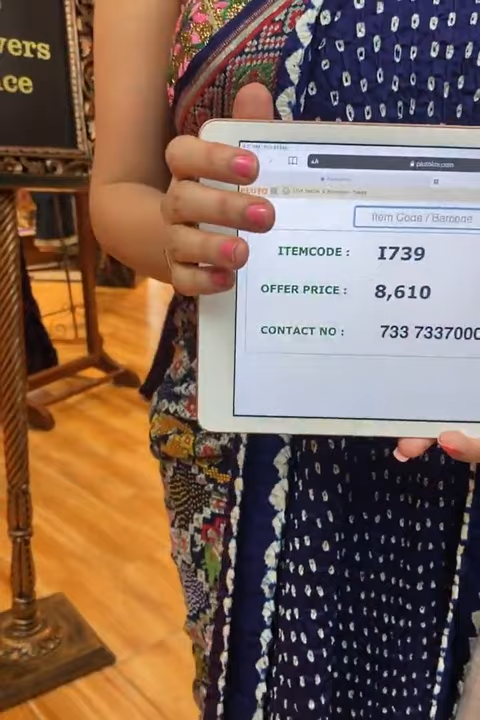 vers
ce
Item Code / Barcode
ITEMCODE : I739
OFFER PRICE : 8,610
CONTACT NO : 733 7337000